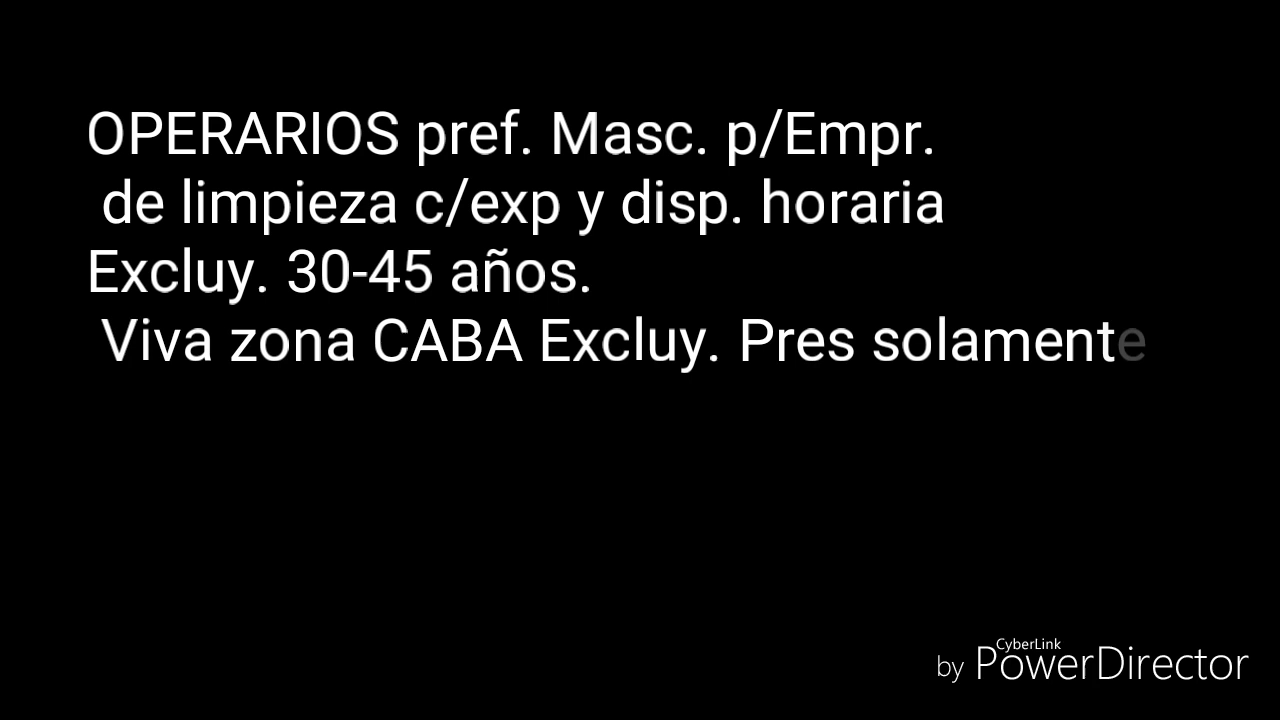 OPERARIOS pref. Masc. p/Empr.
de limpieza c/exp y disp. horaria
Excluy. 30-45 años.
Viva zona CABA Excluy. Pres solamente
CyberLink
by PowerDirector